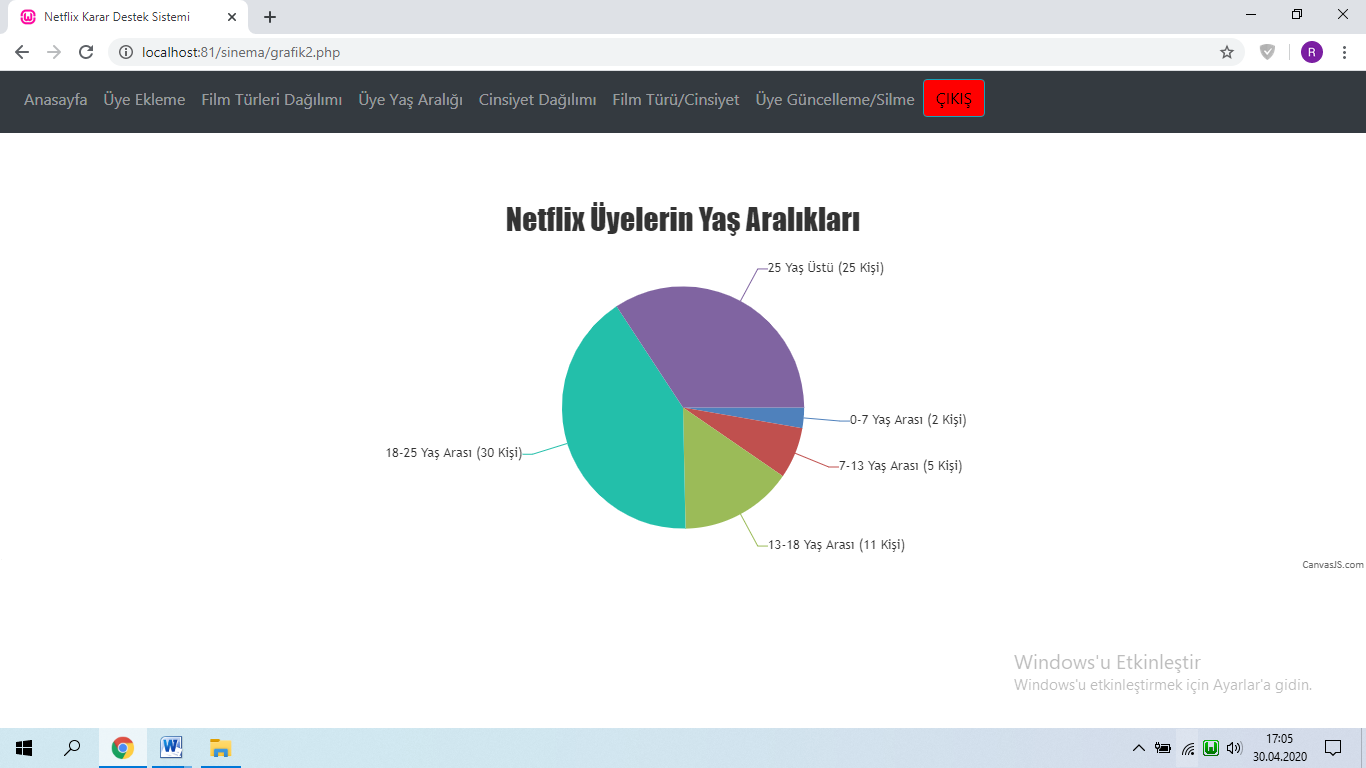 Netflix Karar Destek Sistemi
localhost:81/sinema/grafik2.php
R
Anasayfa Üye Ekleme Film Türleri Dağılımı Üye Yaş Aralığı Cinsiyet Dağılımı Film Türü/Cinsiyet Üye Güncelleme/Silme ÇIKIŞ
Netflix Üyelerin Yaş Aralıkları
25 Yaş Üstü (25 Kişi)
0-7 Yaş Arası (2 Kişi)
18-25 Yaş Arası (30 Kişi)
7-13 Yaş Arası (5 Kişi)
13-18 Yaş Arası (11 Kişi)
CanvasJS.com
Windows'u Etkinleştir
Windows'u etkinleştirmek için Ayarlar'a gidin.
17:05
30.04.2020